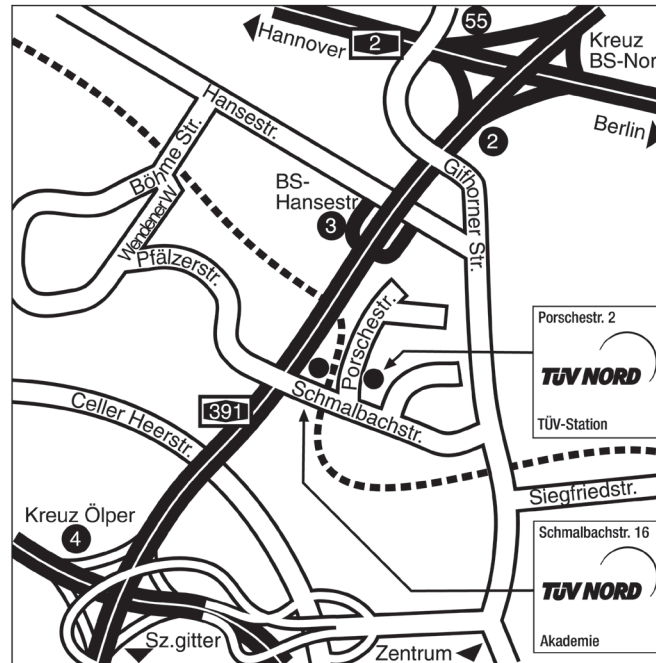 55
Hannover
2
Kreuz
BS-Nor
Berlin
2
Hansestr.
Böhme Str.
Wendener W.
Pfälzerstr.
BS-
Hansestr
3
Gifhorner Str.
Porschestr.
Schmalbachstr.
391
Celler Heerstr.
Porschestr. 2
TÜV NORD
TÜV-Station
Siegfriedstr.
Kreuz Ölper
4
Schmalbachstr. 16
TÜV NORD
Akademie
Sz.gitter
Zentrum